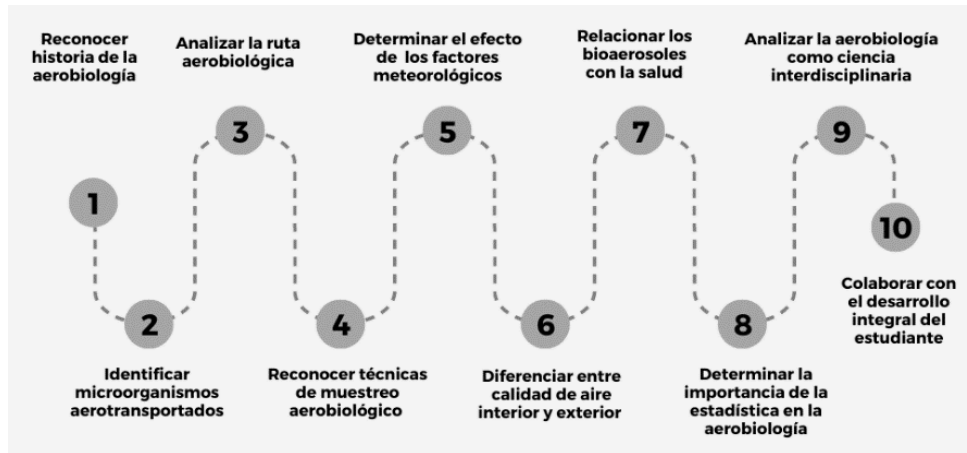 Reconocer
historia de la
aerobiología
1
2
Identificar
microorganismos
aerotransportados
Analizar la ruta
aerobiológica
3
4
Reconocer técnicas
de muestreo
aerobiológico
Determinar el efecto
de los factores
meteorológicos
5
6
Diferenciar entre
calidad de aire
interior y exterior
Relacionar los
bioaerosoles
con la salud
7
8
Determinar la
importancia de la
estadística en la
aerobiología
Analizar la aerobiología
como ciencia
interdisciplinaria
9
10
Colaborar con
el desarrollo
integral del
estudiante